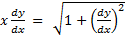 x dy/dx = √(1 + (dy/dx)²)